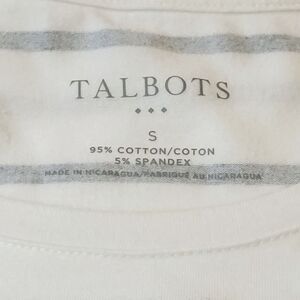 TALBOTS
S
95% COTTON/COTON
5% SPANDEX
MADE IN NICARAGUA/FABRIQUÉ AU NICARAGUA